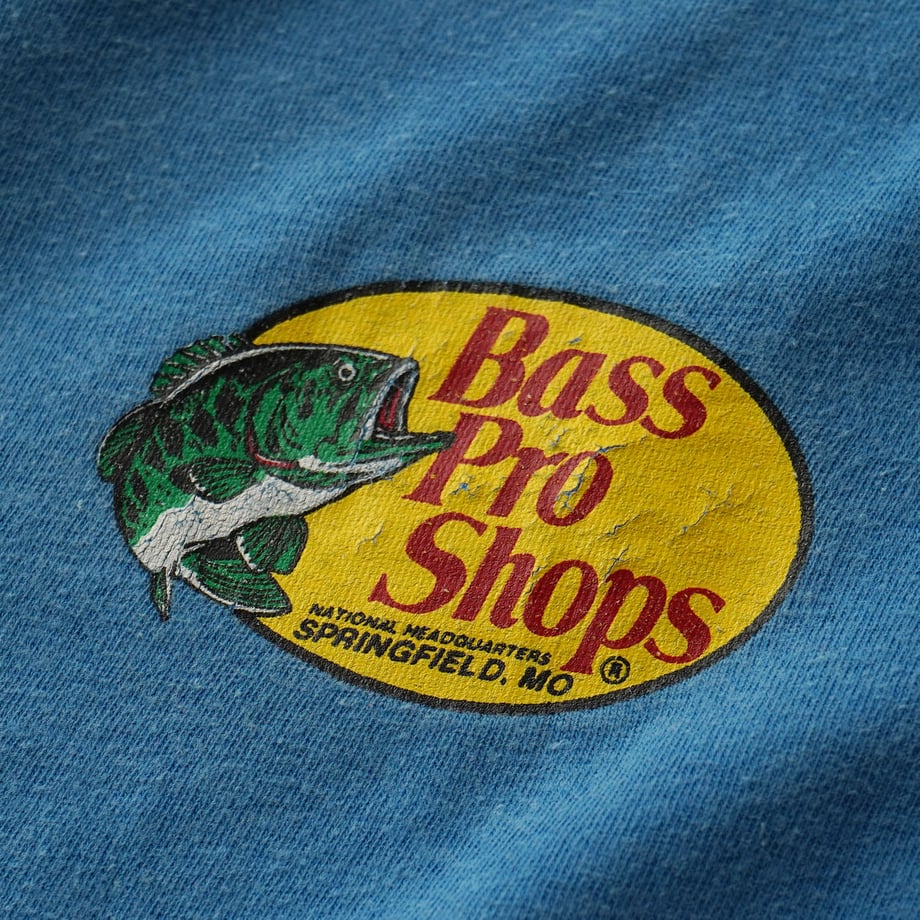 Bass
Pro
Shops
NATIONAL HEADQUARTERS
SPRINGFIELD, MO ®